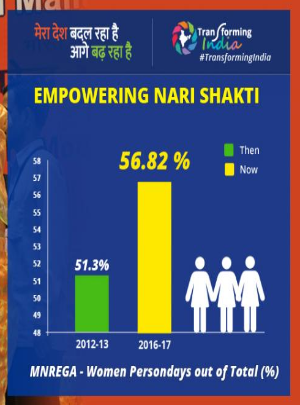 मेरा देश बदल रहा है
आगे बढ़ रहा है
Transforming
India
#TransformingIndia
EMPOWERING NARI SHAKTI
56.82 %
Then
Now
58
57
56
55
54
53
52
51
50
49
48
51.3%
2012-13
2016-17
MNREGA - Women Persondays out of Total (%)